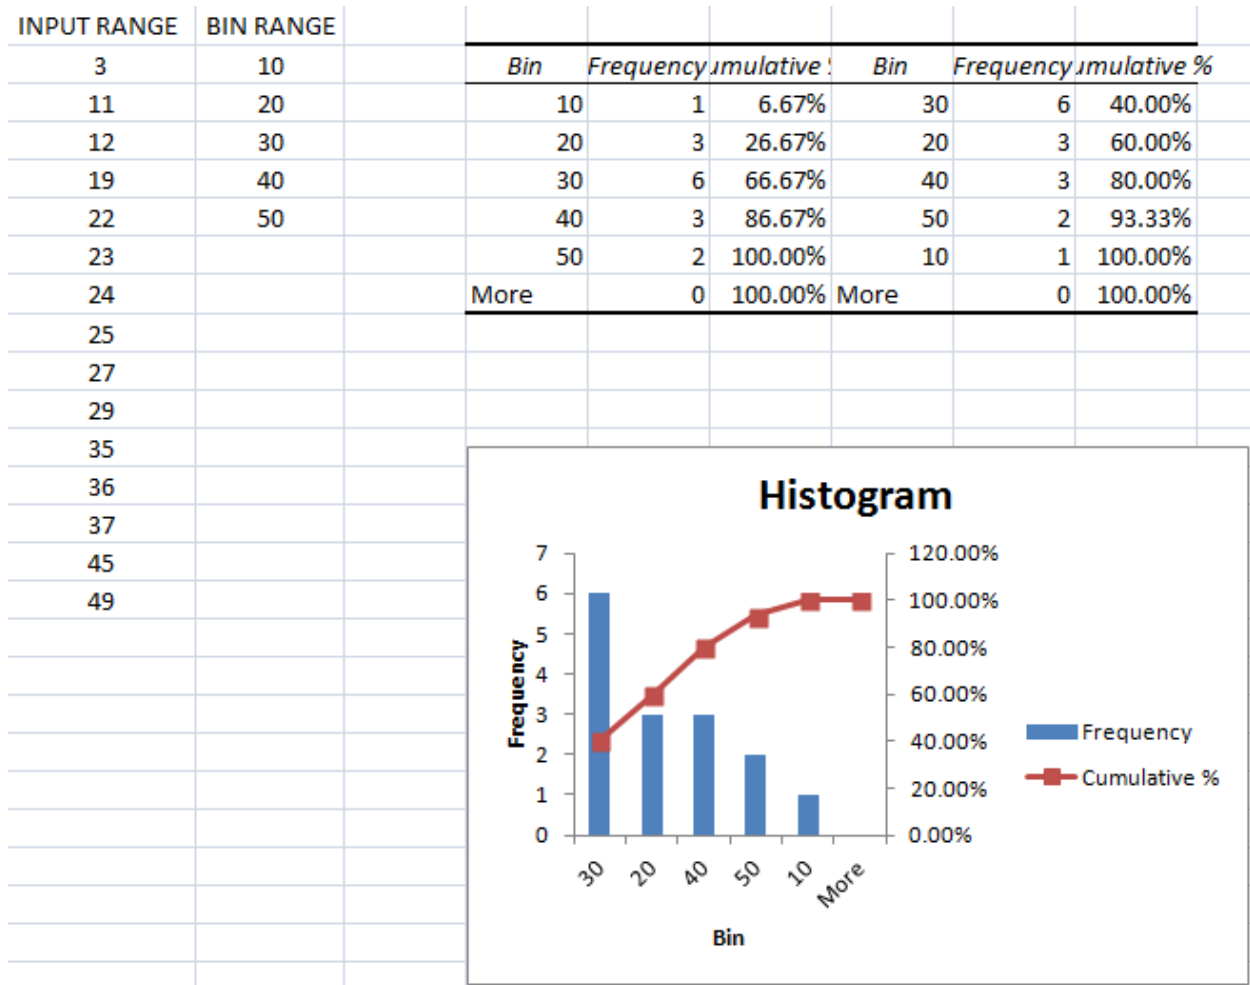 INPUT RANGE BIN RANGE
3 10 Bin Frequency umulative Bin Frequency umulative %
11 20 10 1 6.67% 30 6 40.00%
12 30 20 3 26.67% 20 3 60.00%
19 40 30 6 66.67% 40 3 80.00%
22 50 40 3 86.67% 50 2 93.33%
23 50 2 100.00% 10 1 100.00%
24 More 0 100.00% More 0 100.00%
25
27
29
35
36
37
45
49
Histogram
Frequency
7
6
5
4
3
2
1
0
120.00%
100.00%
80.00%
60.00%
40.00%
20.00%
0.00%
30 20 40 50 10 More
Bin
Frequency
Cumulative %